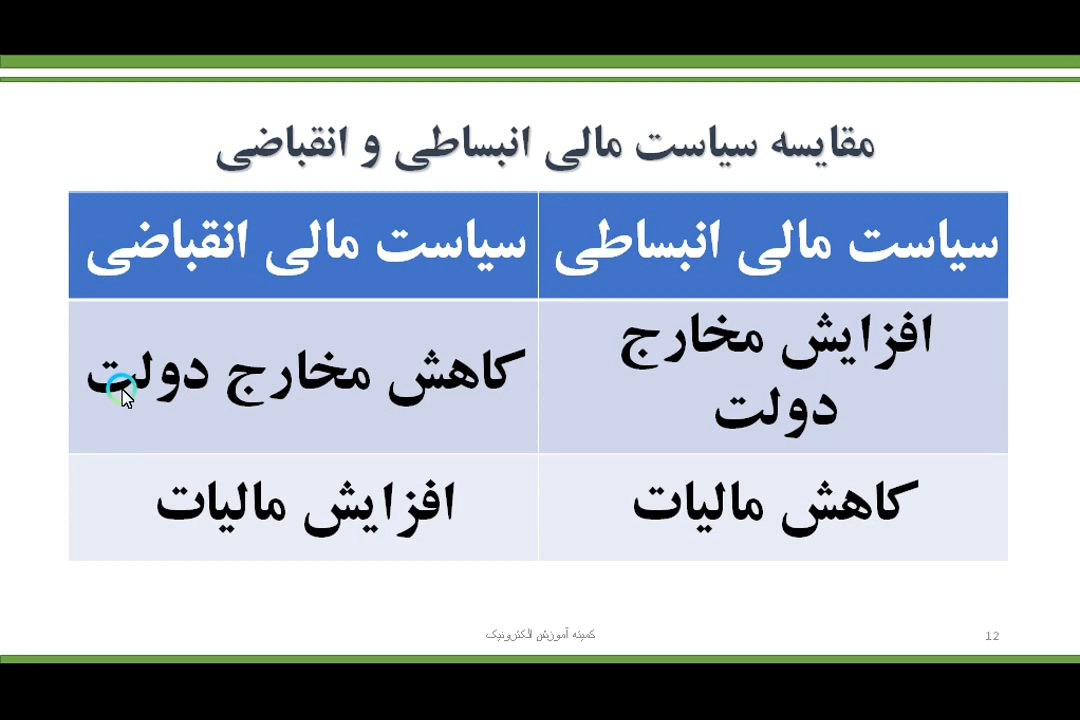 مقایسه سیاست مالی انبساطی و انقباضی
سیاست مالی انبساطی
سیاست مالی انقباضی
افزایش مخارج
دولت
کاهش مخارج دولت
کاهش مالیات
افزایش مالیات
کمیته آموزش الکترونیک
12